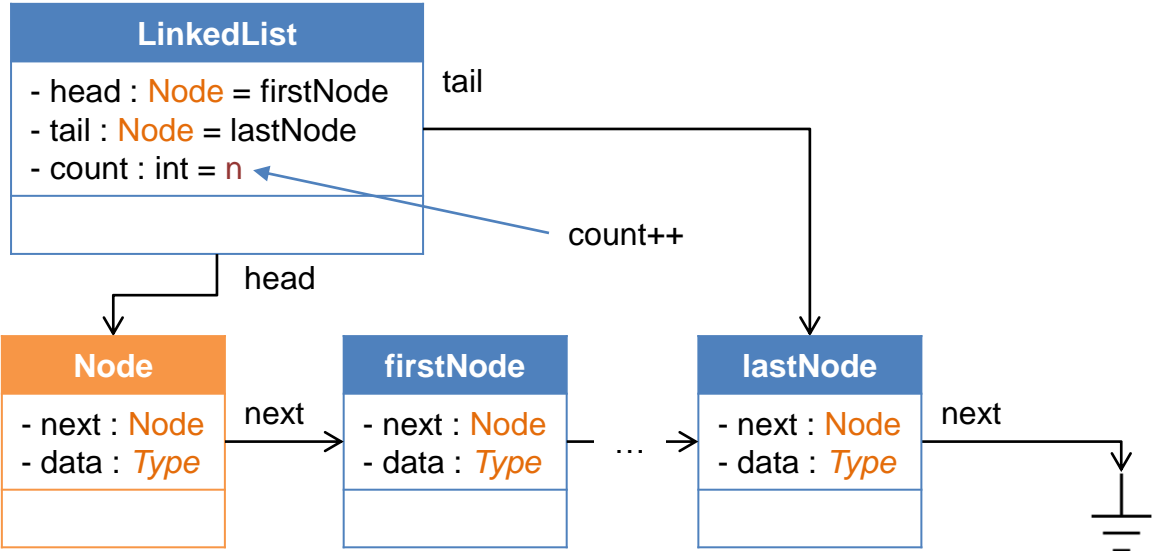 LinkedList
- head : Node = firstNode
- tail : Node = lastNode
- count : int = n
tail
count++
head
Node
- next : Node
- data : Type
next
firstNode
- next : Node
- data : Type
...
lastNode
- next : Node
- data : Type
next